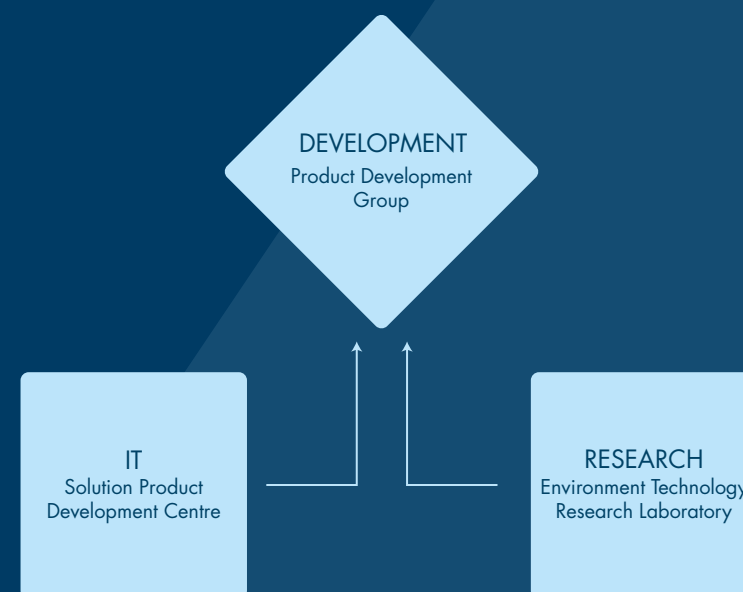 DEVELOPMENT
Product Development
Group
IT
Solution Product
Development Centre
RESEARCH
Environment Technology
Research Laboratory